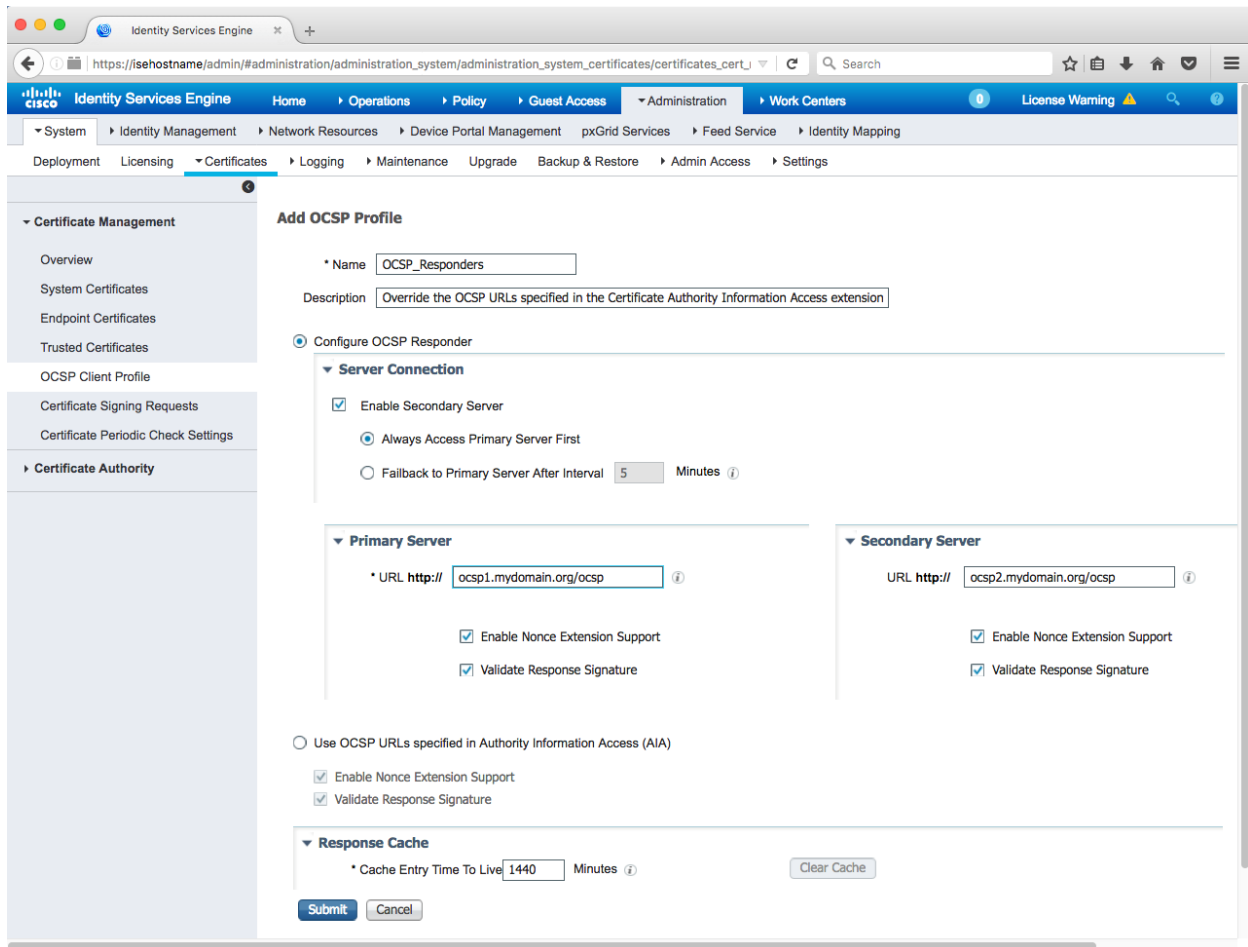 Identity Services Engine
https://isehostname/admin/#administration/administration_system/administration_system_certificates/certificates_cert_
Search
CISCO Identity Services Engine Home Operations Policy Guest Access Administration Work Centers 0 License Warning
System Identity Management Network Resources Device Portal Management pxGrid Services Feed Service Identity Mapping
Deployment Licensing Certificates Logging Maintenance Upgrade Backup & Restore Admin Access Settings
Certificate Management
Overview
System Certificates
Endpoint Certificates
Trusted Certificates
OCSP Client Profile
Certificate Signing Requests
Certificate Periodic Check Settings
Certificate Authority
Add OCSP Profile
* Name OCSP_Responders
Description Override the OCSP URLs specified in the Certificate Authority Information Access extension
Configure OCSP Responder
Server Connection
Enable Secondary Server
Always Access Primary Server First
Failback to Primary Server After Interval 5 Minutes
Primary Server
* URL http:// ocsp1.mydomain.org/ocsp
Enable Nonce Extension Support
Validate Response Signature
Secondary Server
URL http:// ocsp2.mydomain.org/ocsp
Enable Nonce Extension Support
Validate Response Signature
Use OCSP URLs specified in Authority Information Access (AIA)
Enable Nonce Extension Support
Validate Response Signature
Response Cache
* Cache Entry Time To Live 1440 Minutes Clear Cache
Submit Cancel